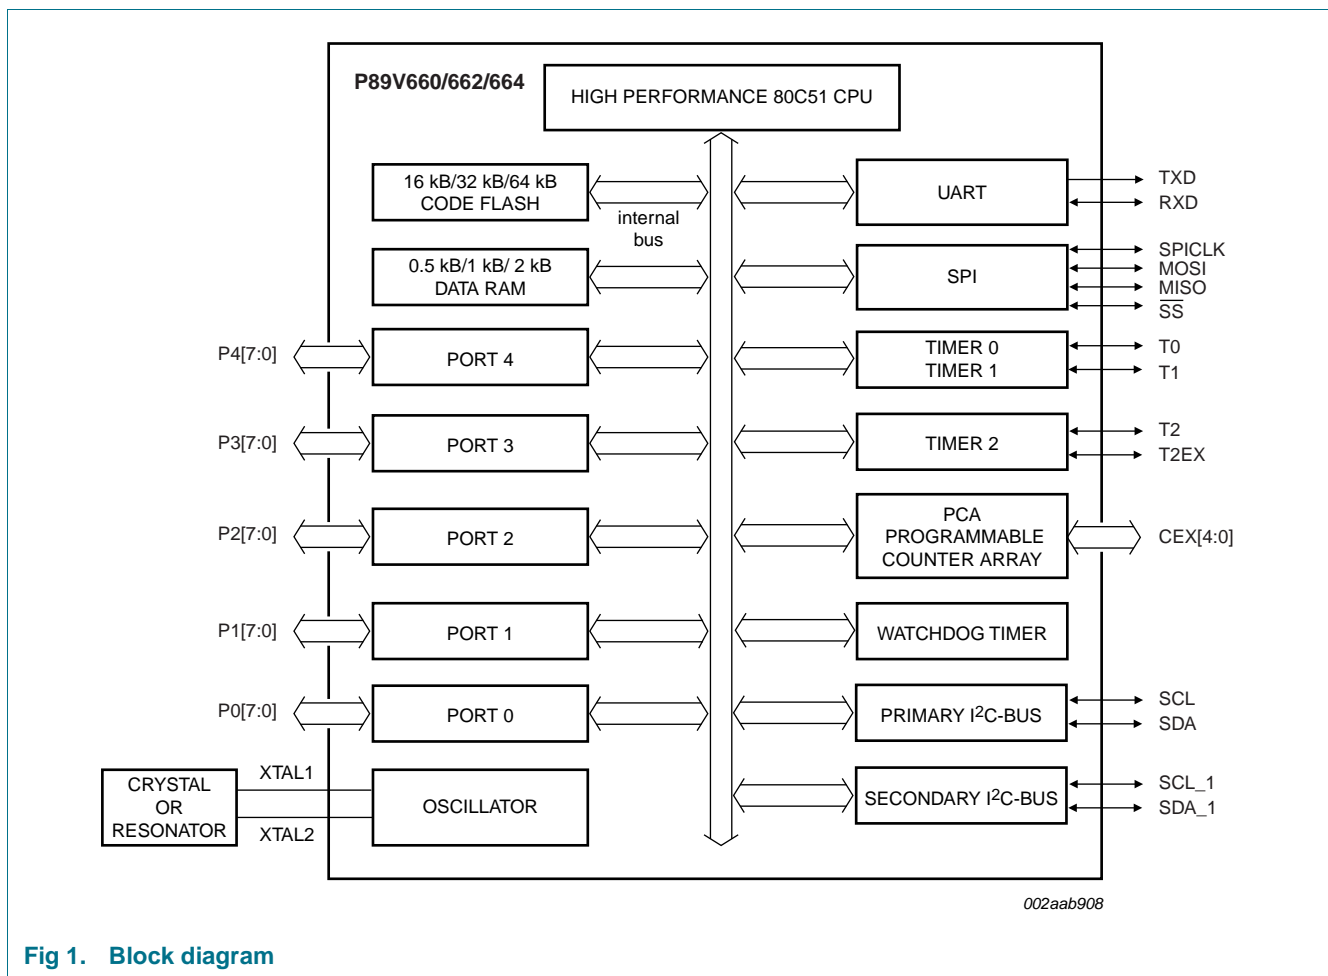 P89V660/662/664
HIGH PERFORMANCE 80C51 CPU
16 kB/32 kB/64 kB
CODE FLASH
internal
bus
0.5 kB/1 kB/ 2 kB
DATA RAM
P4[7:0]
PORT 4
P3[7:0]
PORT 3
P2[7:0]
PORT 2
P1[7:0]
PORT 1
P0[7:0]
PORT 0
CRYSTAL
OR
RESONATOR
XTAL1
XTAL2
OSCILLATOR
UART
TXD
RXD
SPI
SPICLK
MOSI
MISO
S̅S̅
TIMER 0
TIMER 1
T0
T1
TIMER 2
T2
T2EX
PCA
PROGRAMMABLE
COUNTER ARRAY
CEX[4:0]
WATCHDOG TIMER
PRIMARY I²C-BUS
SCL
SDA
SECONDARY I²C-BUS
SCL_1
SDA_1
002aab908
Fig 1. Block diagram